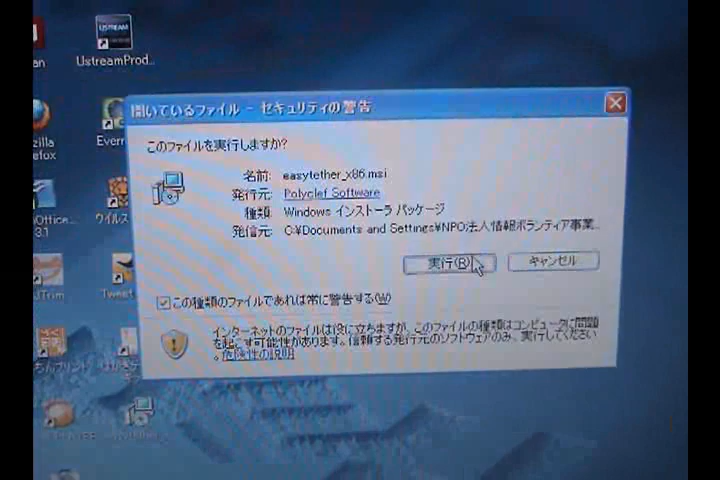 USTREAM
UstreamProd...
開いているファイル - セキュリティの警告
このファイルを実行しますか?
名前: easytether_x86.msi
発行元: Polyclef Software
種類: Windows インストーラ パッケージ
発信元: C:¥Documents and Settings¥NPO法人情報ボランティア事業...
実行(R)
キャンセル
この種類のファイルであれば常に警告する(W)
インターネットのファイルは役に立ちますが、このファイルの種類はコンピュータに問題
を起こす可能性があります。信頼する発行元のソフトウェアのみ、実行してください
。危険性の説明
zilla
efox
Evern
Office...
3.1
ウイルス
JTrim
Tweet